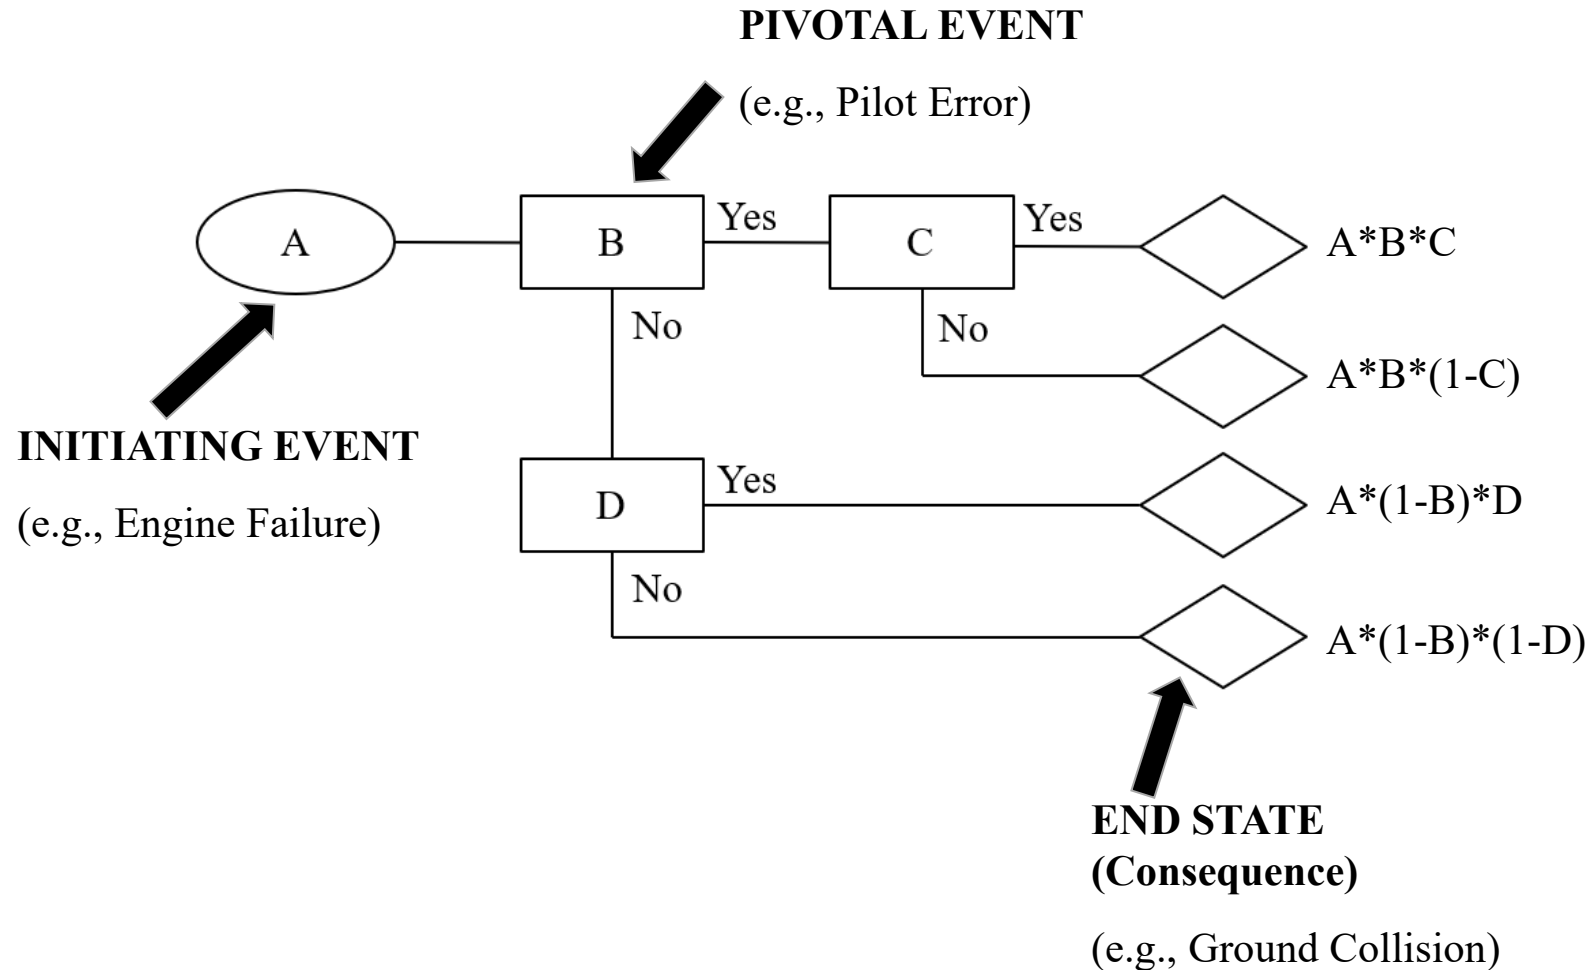 PIVOTAL EVENT
(e.g., Pilot Error)
A
B
Yes
C
Yes
A*B*C
No
No
A*B*(1-C)
INITIATING EVENT
(e.g., Engine Failure)
D
Yes
A*(1-B)*D
No
A*(1-B)*(1-D)
END STATE
(Consequence)
(e.g., Ground Collision)